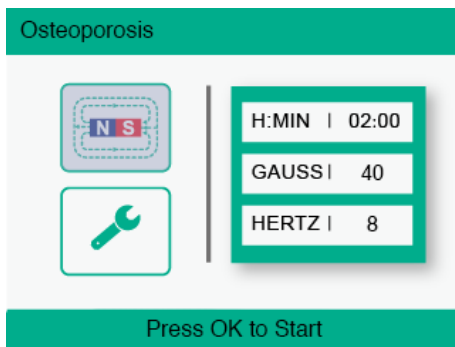 Osteoporosis
N S
H:MIN | 02:00
GAUSS | 40
HERTZ | 8
Press OK to Start